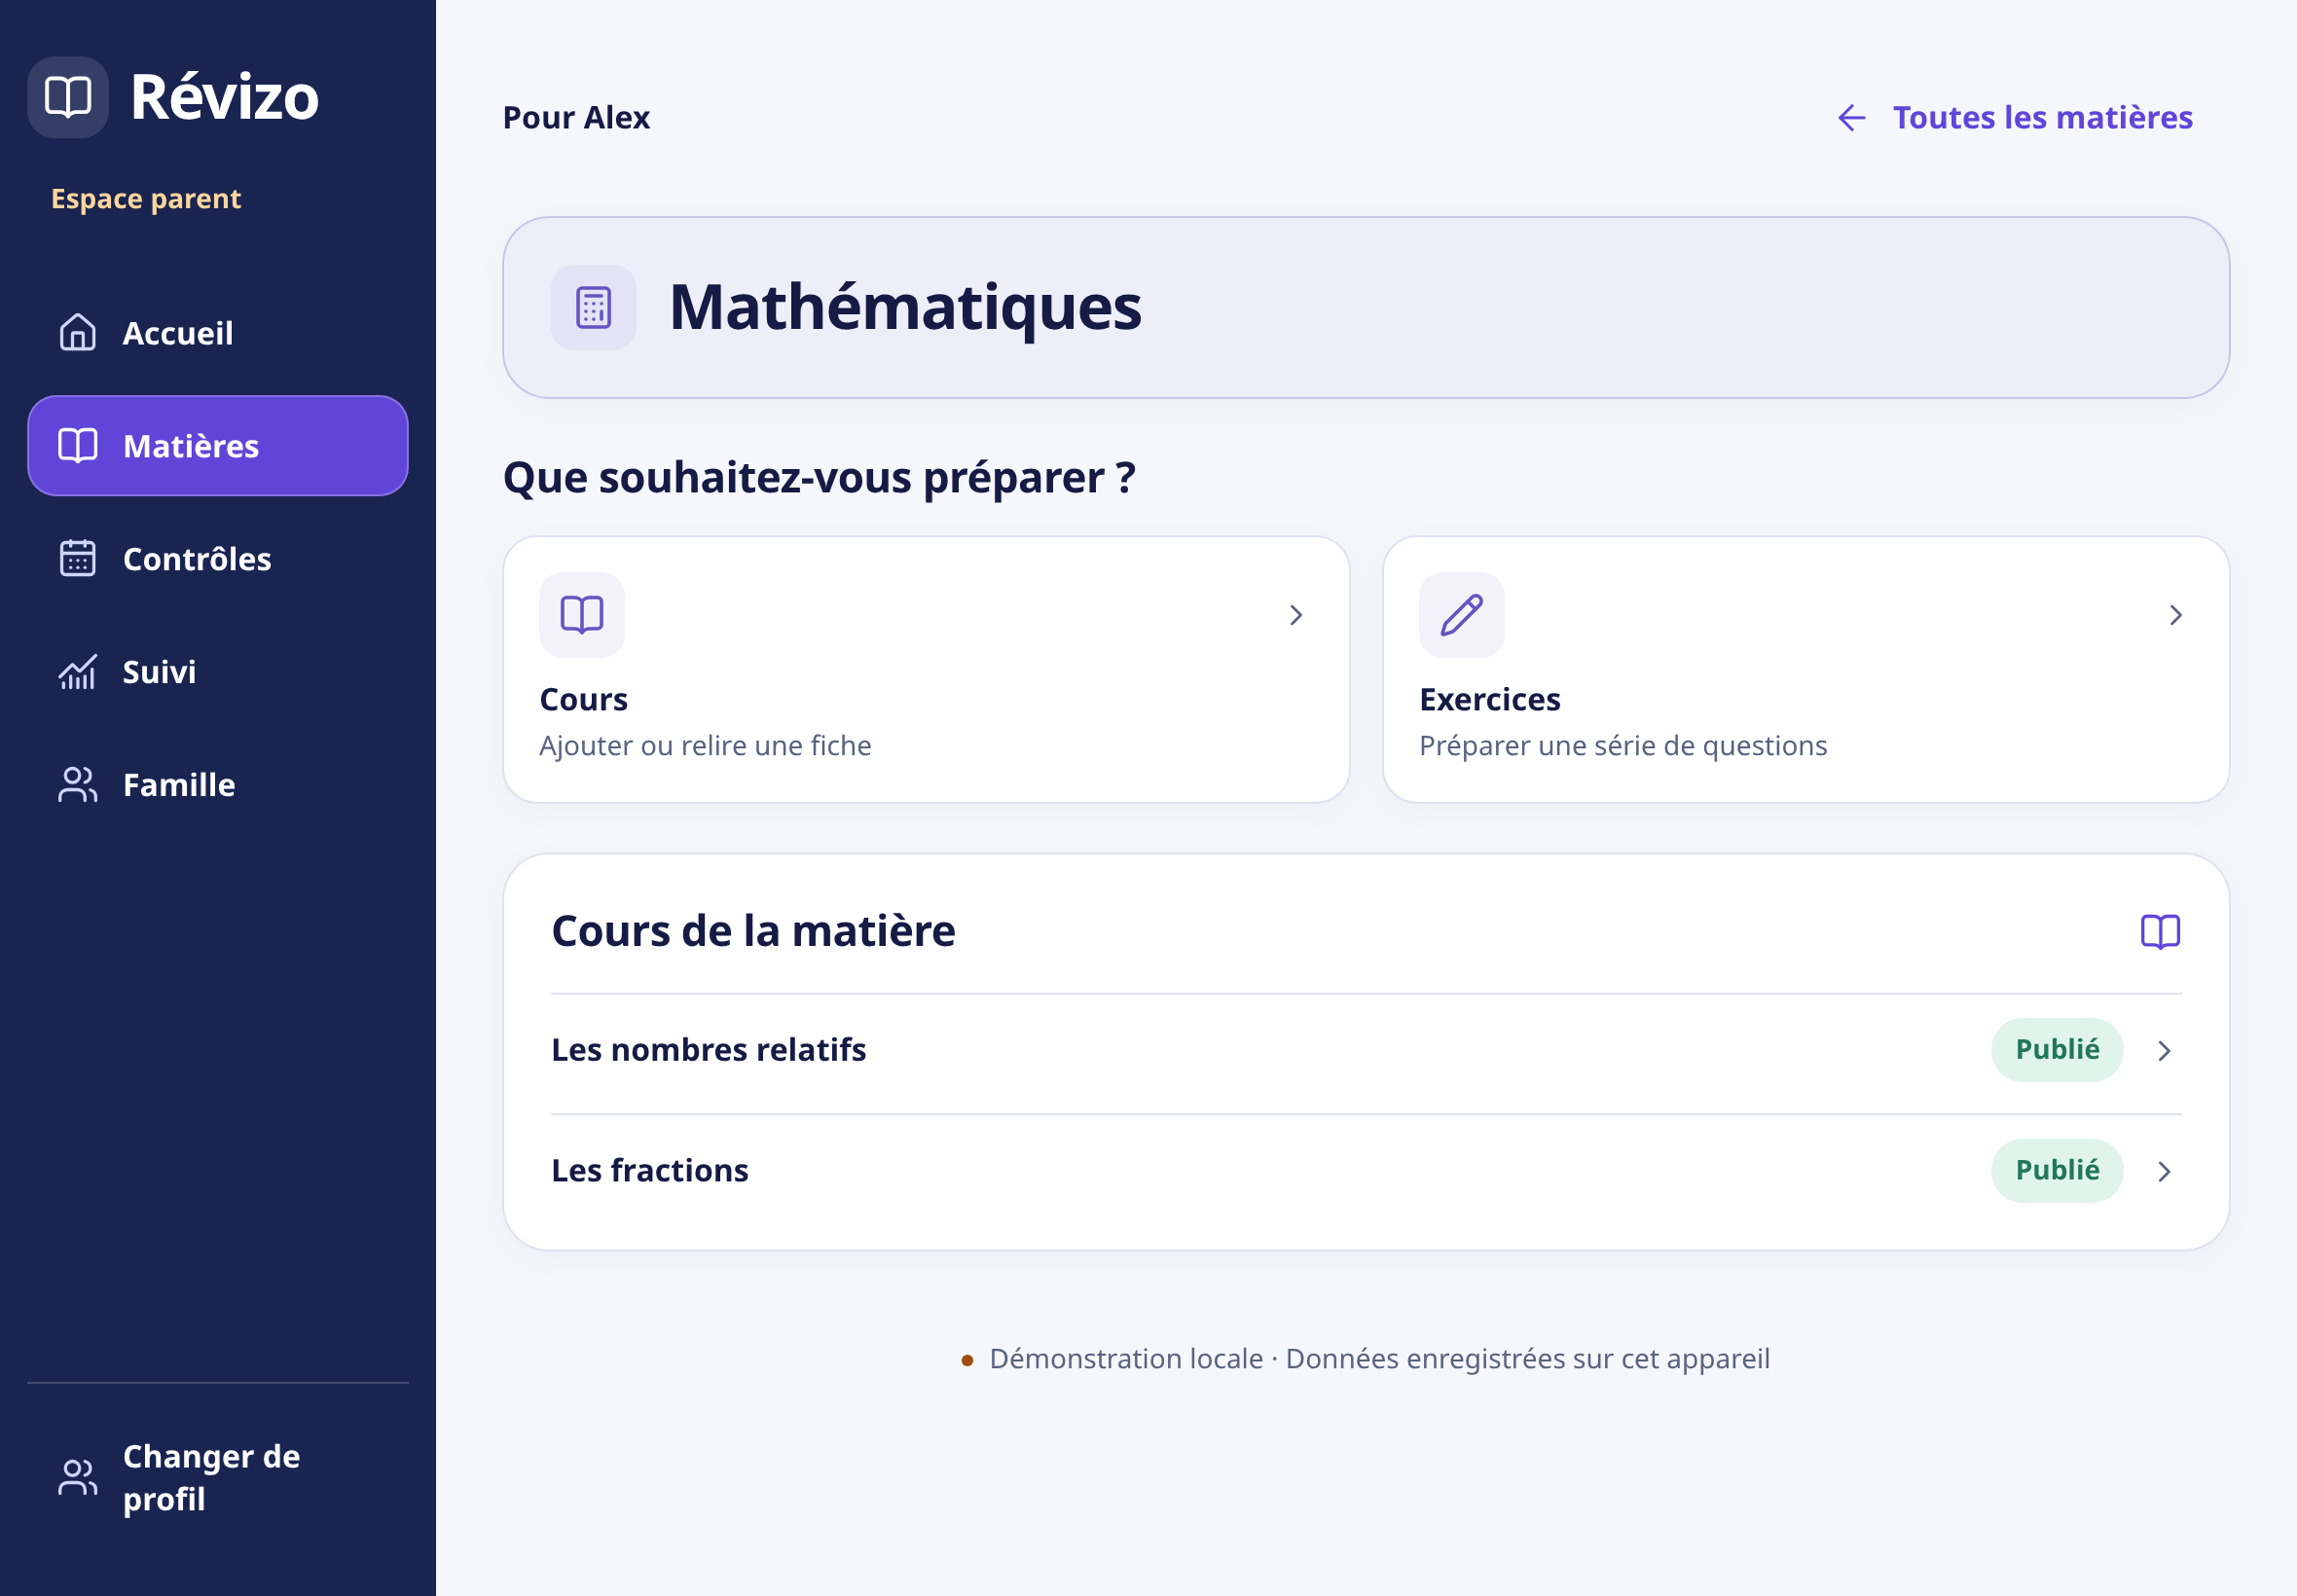 Révizo
Espace parent
Accueil
Matières
Contrôles
Suivi
Famille
Changer de
profil
Pour Alex
Toutes les matières
Mathématiques
Que souhaitez-vous préparer ?
Cours
Ajouter ou relire une fiche
Exercices
Préparer une série de questions
Cours de la matière
Les nombres relatifs
Publié
Les fractions
Publié
Démonstration locale · Données enregistrées sur cet appareil